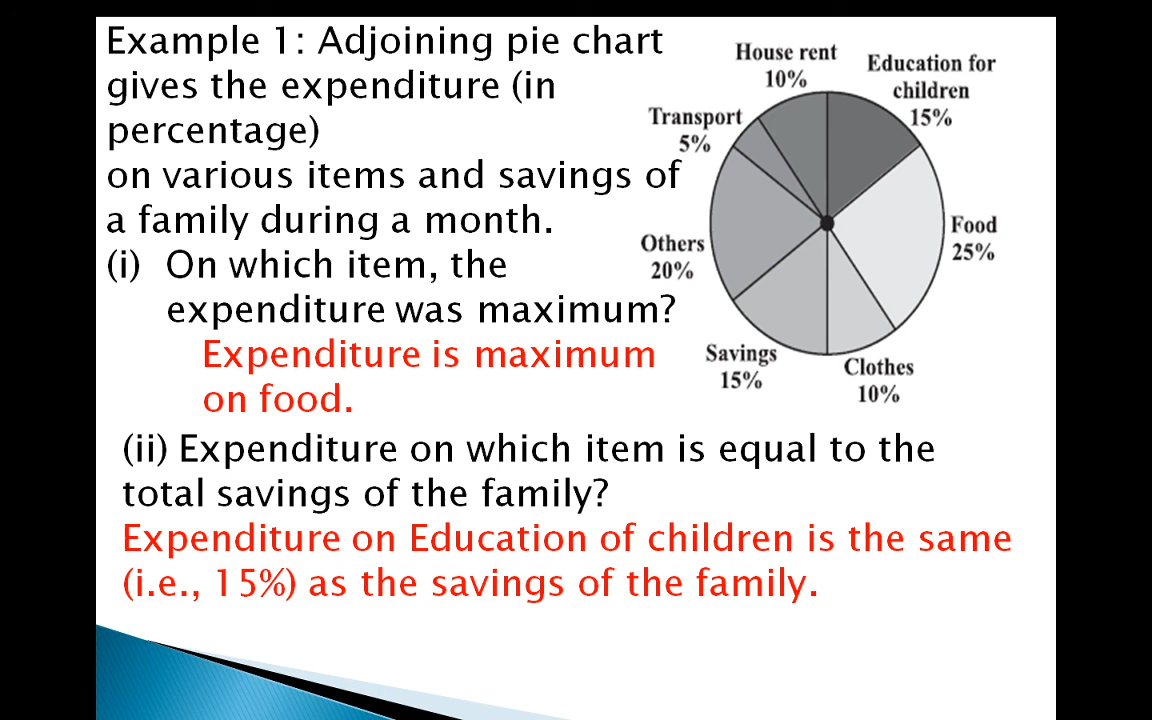 Example 1: Adjoining pie chart
gives the expenditure (in
percentage)
on various items and savings of
a family during a month.
(i) On which item, the
expenditure was maximum?
Expenditure is maximum
on food.
House rent
10%
Education for
children
15%
Transport
5%
Food
25%
Others
20%
Savings
15%
Clothes
10%
(ii) Expenditure on which item is equal to the
total savings of the family?
Expenditure on Education of children is the same
(i.e., 15%) as the savings of the family.